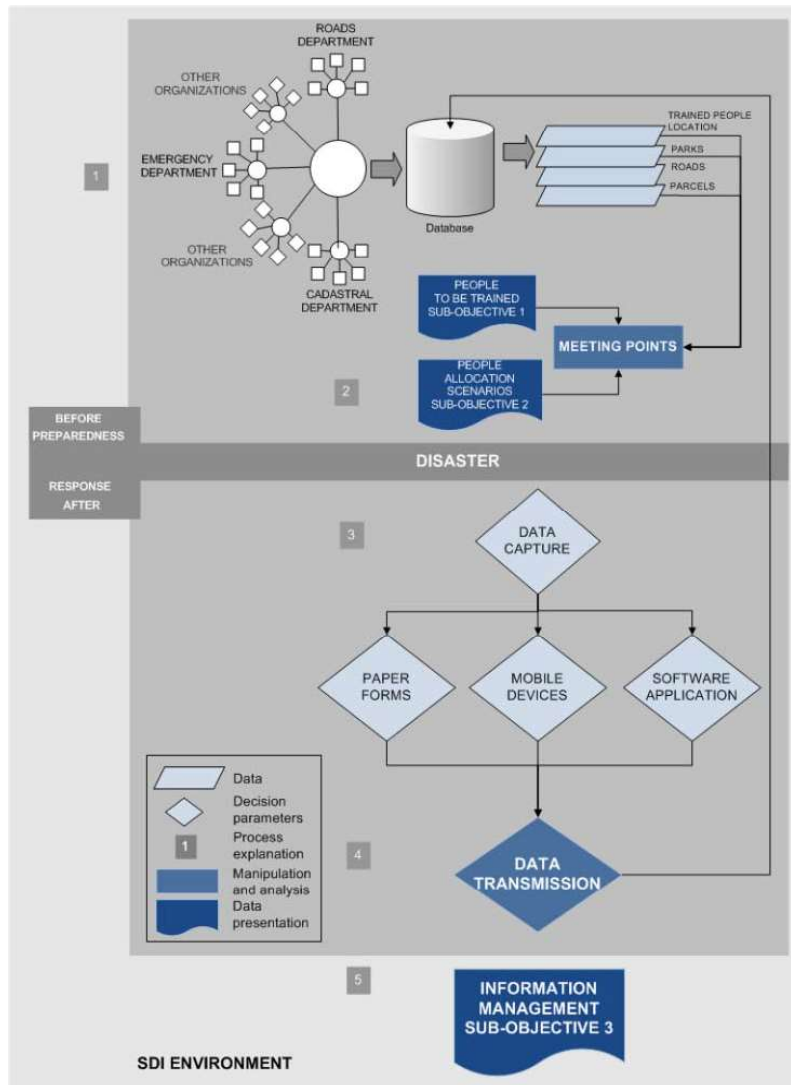 ROADS
DEPARTMENT
OTHER
ORGANIZATIONS
EMERGENCY
DEPARTMENT
OTHER
ORGANIZATIONS
CADASTRAL
DEPARTMENT
1
Database
TRAINED PEOPLE
LOCATION
PARKS
ROADS
PARCELS
PEOPLE
TO BE TRAINED
SUB-OBJECTIVE 1
MEETING POINTS
PEOPLE
ALLOCATION
SCENARIOS
SUB-OBJECTIVE 2
2
BEFORE
PREPAREDNESS
DISASTER
RESPONSE
AFTER
3
DATA
CAPTURE
PAPER
FORMS
MOBILE
DEVICES
SOFTWARE
APPLICATION
Data
Decision
parameters
1
Process
explanation
Manipulation
and analysis
Data
presentation
4
DATA
TRANSMISSION
5
INFORMATION
MANAGEMENT
SUB-OBJECTIVE 3
SDI ENVIRONMENT